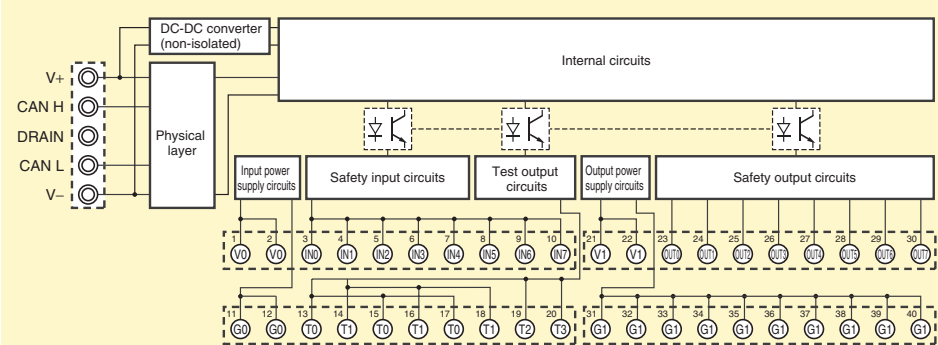 DC-DC converter
(non-isolated)
Internal circuits
V+
CAN H
DRAIN
CAN L
V−
Physical
layer
Input power
supply circuits
Safety input circuits
Test output
circuits
Output power
supply circuits
Safety output circuits
1 2 3 4 5 6 7 8 9 10 21 22 23 24 25 26 27 28 29 30
V0 V0 IN0 IN1 IN2 IN3 IN4 IN5 IN6 IN7 V1 V1 OUT0 OUT1 OUT2 OUT3 OUT4 OUT5 OUT6 OUT7
11 12 13 14 15 16 17 18 19 20 31 32 33 34 35 36 37 38 39 40
G0 G0 T0 T1 T0 T1 T0 T1 T2 T3 G1 G1 G1 G1 G1 G1 G1 G1 G1 G1